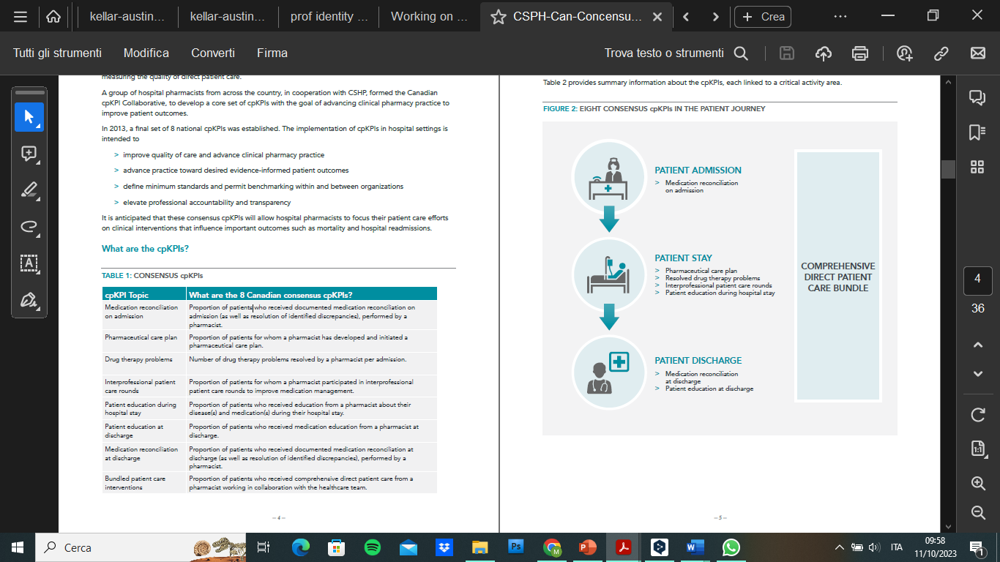 kellar-austin...
kellar-austin...
prof identity ...
Working on ...
CSPH-Can-Concensu...
Crea
Tutti gli strumenti
Modifica
Converti
Firma
Trova testo o strumenti
measuring the quality of direct patient care.
A group of hospital pharmacists from across the country, in cooperation with CSHP, formed the Canadian
cpKPI Collaborative, to develop a core set of cpKPIs with the goal of advancing clinical pharmacy practice to
improve patient outcomes.
In 2013, a final set of 8 national cpKPIs was established. The implementation of cpKPIs in hospital settings is
intended to
> improve quality of care and advance clinical pharmacy practice
> advance practice toward desired evidence-informed patient outcomes
> define minimum standards and permit benchmarking within and between organizations
> elevate professional accountability and transparency
It is anticipated that these consensus cpKPIs will allow hospital pharmacists to focus their patient care efforts
on clinical interventions that influence important outcomes such as mortality and hospital readmissions.
What are the cpKPIs?
TABLE 1: CONSENSUS cpKPIs
cpKPI Topic
What are the 8 Canadian consensus cpKPIs?
Medication reconciliation
on admission
Proportion of patients who received documented medication reconciliation on
admission (as well as resolution of identified discrepancies), performed by a
pharmacist.
Pharmaceutical care plan
Proportion of patients for whom a pharmacist has developed and initiated a
pharmaceutical care plan.
Drug therapy problems
Number of drug therapy problems resolved by a pharmacist per admission.
Interprofessional patient
care rounds
Proportion of patients for whom a pharmacist participated in interprofessional
patient care rounds to improve medication management.
Patient education during
hospital stay
Proportion of patients who received education from a pharmacist about their
disease(s) and medication(s) during their hospital stay.
Patient education at
discharge
Proportion of patients who received medication education from a pharmacist at
discharge.
Medication reconciliation
at discharge
Proportion of patients who received documented medication reconciliation at
discharge (as well as resolution of identified discrepancies), performed by a
pharmacist.
Bundled patient care
interventions
Proportion of patients who received comprehensive direct patient care from a
pharmacist working in collaboration with the healthcare team.
– 4 –
Table 2 provides summary information about the cpKPIs, each linked to a critical activity area.
FIGURE 2: EIGHT CONSENSUS cpKPIs IN THE PATIENT JOURNEY
PATIENT ADMISSION
> Medication reconciliation
on admission
PATIENT STAY
> Pharmaceutical care plan
> Resolved drug therapy problems
> Interprofessional patient care rounds
> Patient education during hospital stay
PATIENT DISCHARGE
> Medication reconciliation
at discharge
> Patient education at discharge
COMPREHENSIVE
DIRECT PATIENT
CARE BUNDLE
– 5 –
4
36
1:1
Cerca
Ps
ITA
09:58
11/10/2023
1